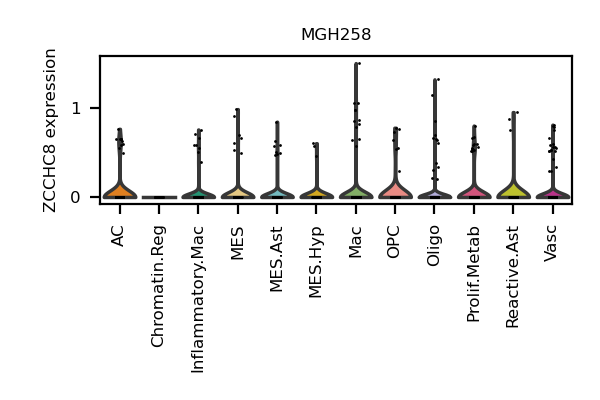 MGH258
ZCCHC8 expression
1
0
AC
Chromatin.Reg
Inflammatory.Mac
MES
MES.Ast
MES.Hyp
Mac
OPC
Oligo
Prolif.Metab
Reactive.Ast
Vasc